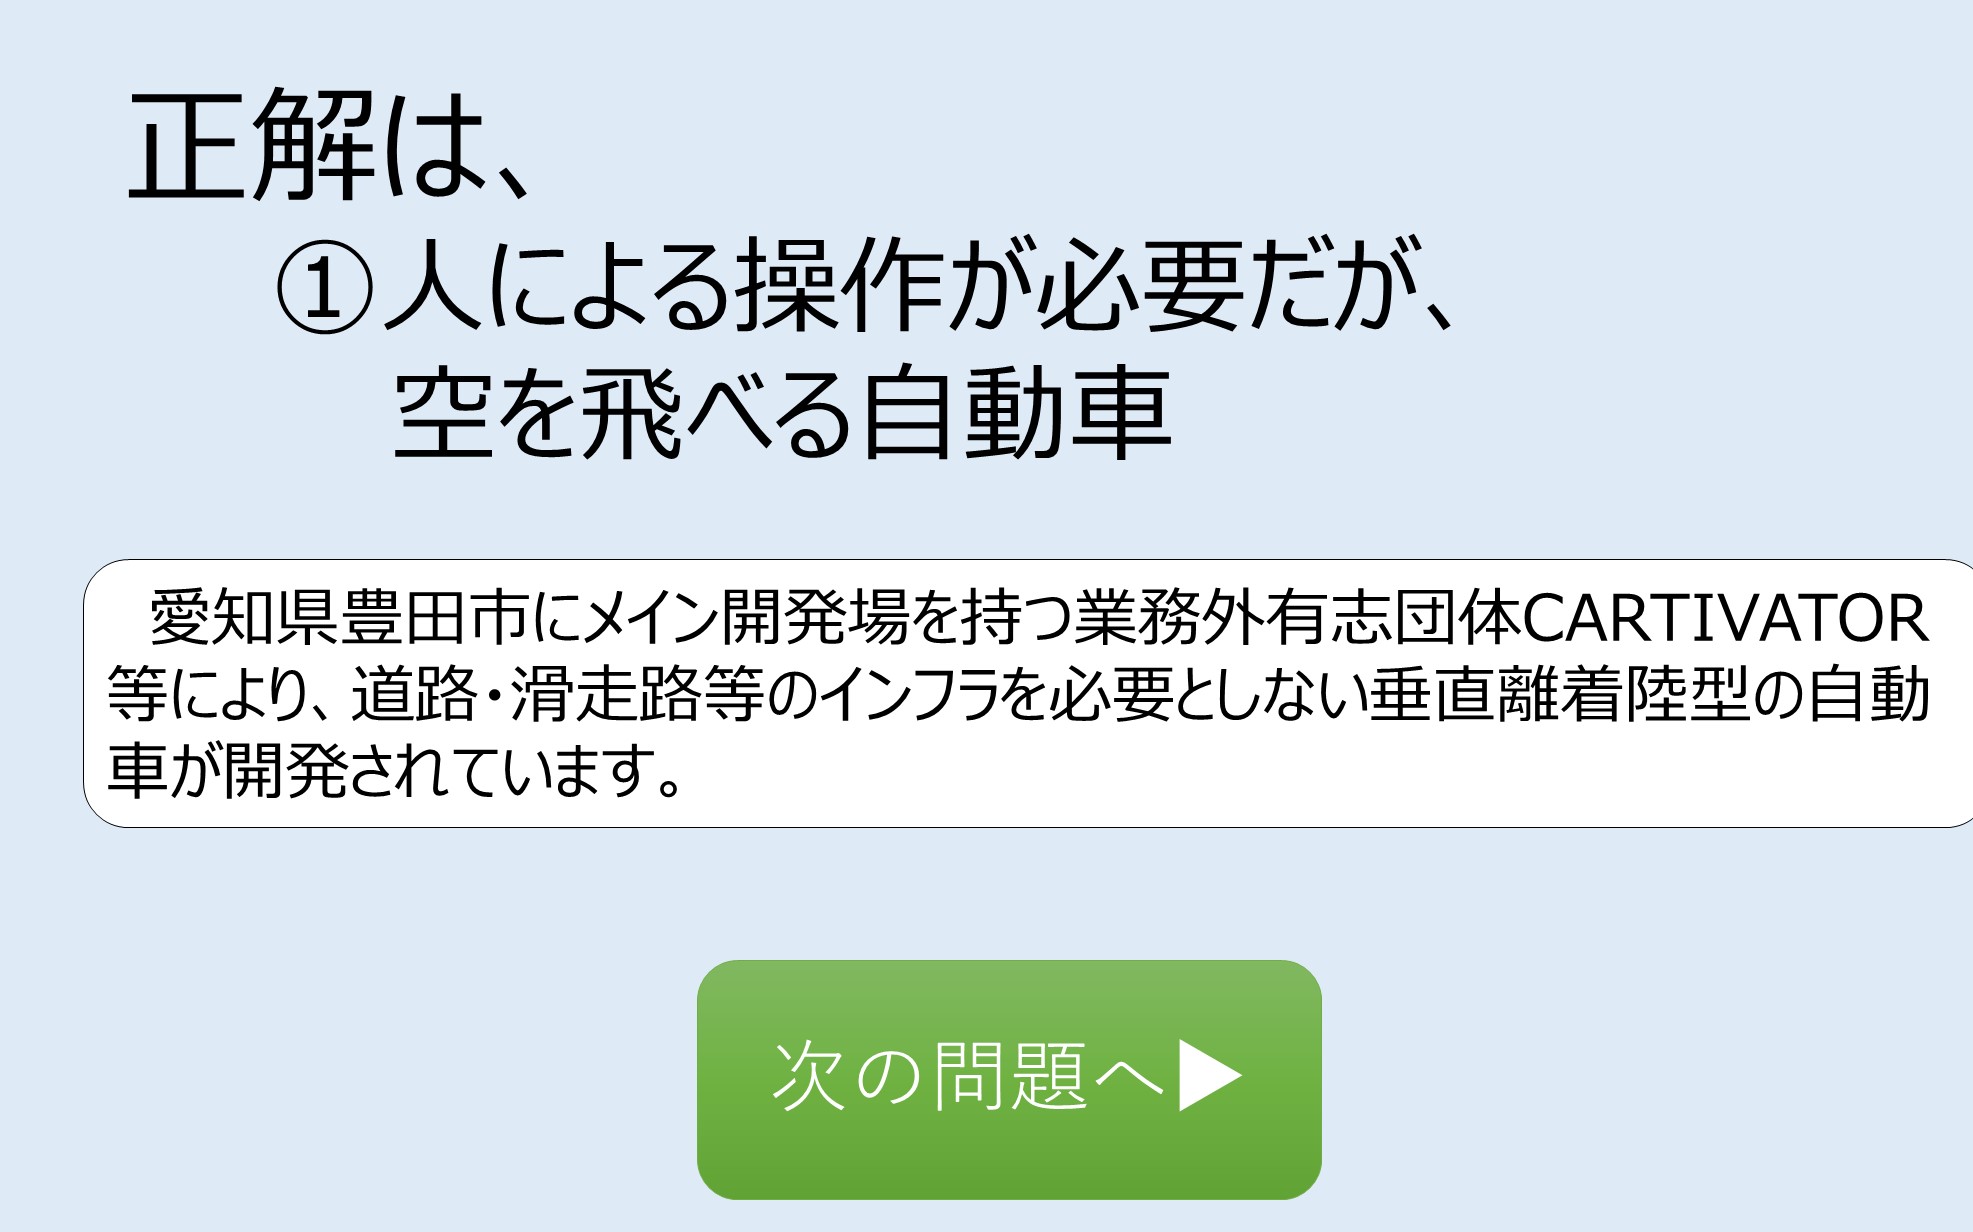 正解は、
①人による操作が必要だが、
空を飛べる自動車
愛知県豊田市にメイン開発場を持つ業務外有志団体CARTIVATOR
等により、道路・滑走路等のインフラを必要としない垂直離着陸型の自動
車が開発されています。
次の問題へ▶